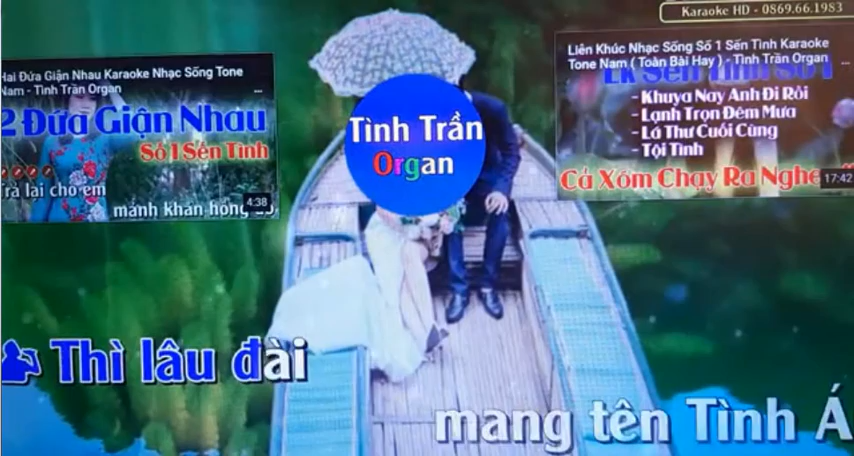 Karaoke HD - 0869.66.1983
Hai Đứa Giận Nhau Karaoke Nhạc Sống Tone
Nam - Tình Trần Organ
2 Đứa Giận Nhau
Số 1 Sến Tình
Trả lại cho em
mảnh khăn hồng
4:38
Tình Trần
Organ
Liên Khúc Nhạc Sống Số 1 Sến Tình Karaoke
Tone Nam ( Toàn Bài Hay ) - Tình Trần Organ
LK Sến Tình Số 1
- Khuya Nay Anh Đi Rồi
- Lạnh Trọn Đêm Mưa
- Lá Thư Cuối Cùng
- Tội Tình
Cả Xóm Chạy Ra Nghe
17:42
Thì lâu đài
mang tên Tình Á